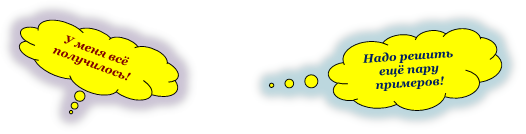 У меня всё
получилось!
Надо решить
ещё пару
примеров!